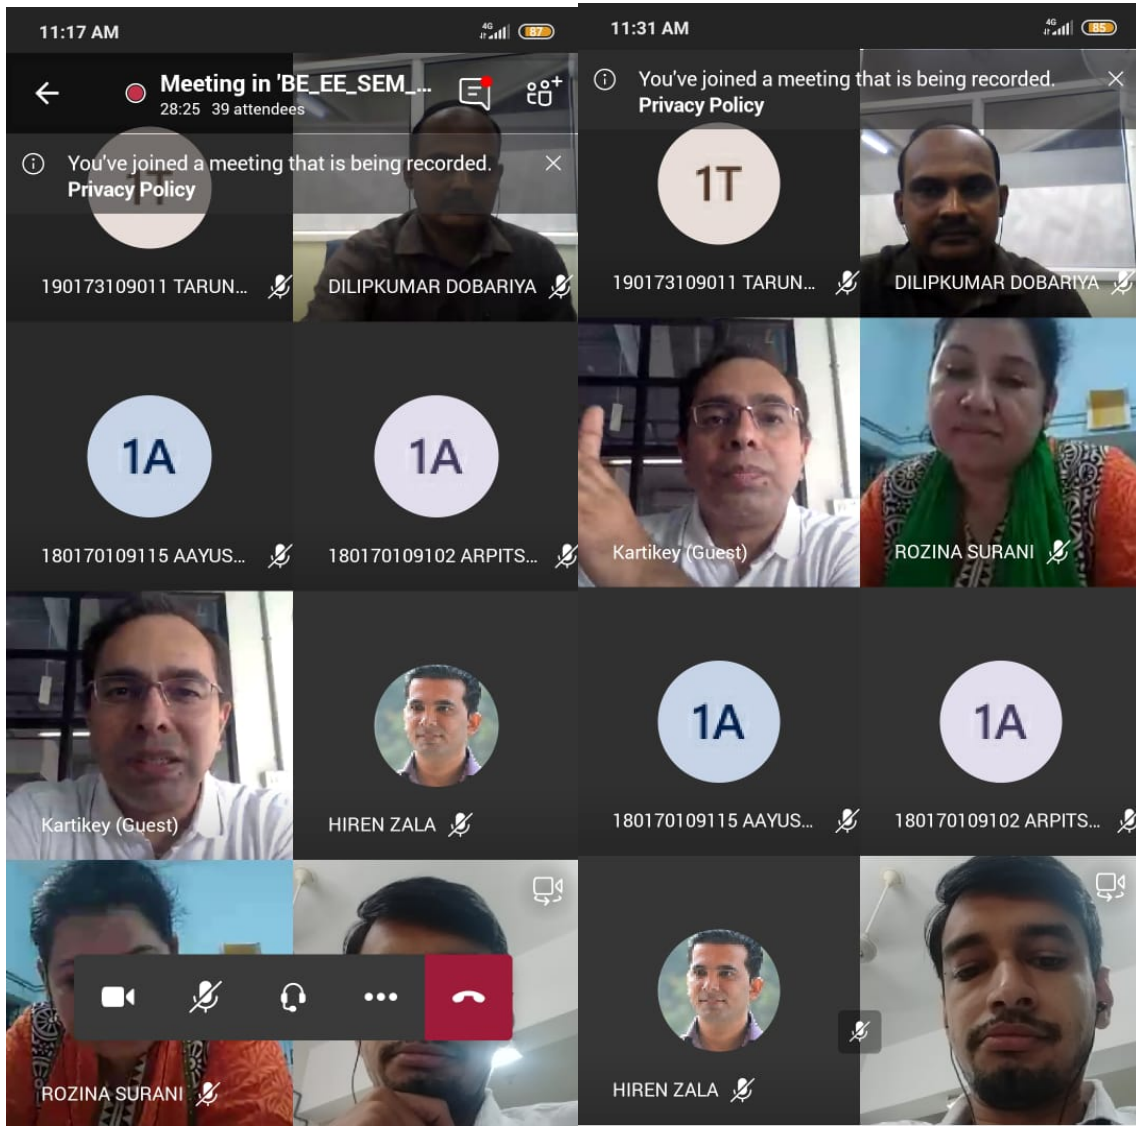 11:17 AM
4G
87
Meeting in 'BE_EE_SEM_...
28:25 39 attendees
You've joined a meeting that is being recorded.
Privacy Policy
1T
190173109011 TARUN...
DILIPKUMAR DOBARIYA
1A
1A
180170109115 AAYUS...
180170109102 ARPITS...
Kartikey (Guest)
HIREN ZALA
ROZINA SURANI
11:31 AM
4G
85
You've joined a meeting that is being recorded.
Privacy Policy
1T
190173109011 TARUN...
DILIPKUMAR DOBARIYA
Kartikey (Guest)
ROZINA SURANI
1A
1A
180170109115 AAYUS...
180170109102 ARPITS...
HIREN ZALA